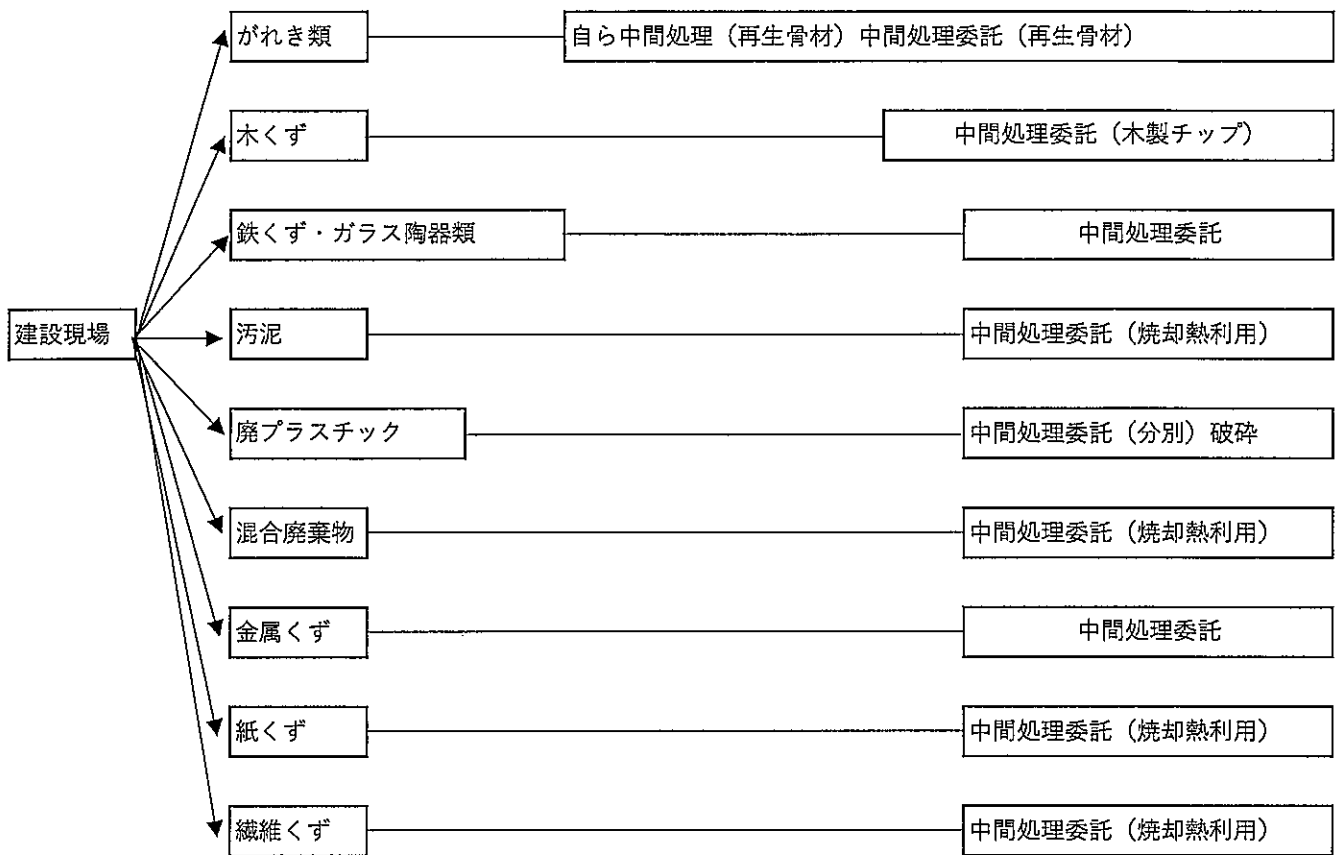 がれき類
自ら中間処理（再生骨材）中間処理委託（再生骨材）
木くず
中間処理委託（木製チップ）
鉄くず・ガラス陶器類
中間処理委託
建設現場
汚泥
中間処理委託（焼却熱利用）
廃プラスチック
中間処理委託（分別）破砕
混合廃棄物
中間処理委託（焼却熱利用）
金属くず
中間処理委託
紙くず
中間処理委託（焼却熱利用）
繊維くず
中間処理委託（焼却熱利用）